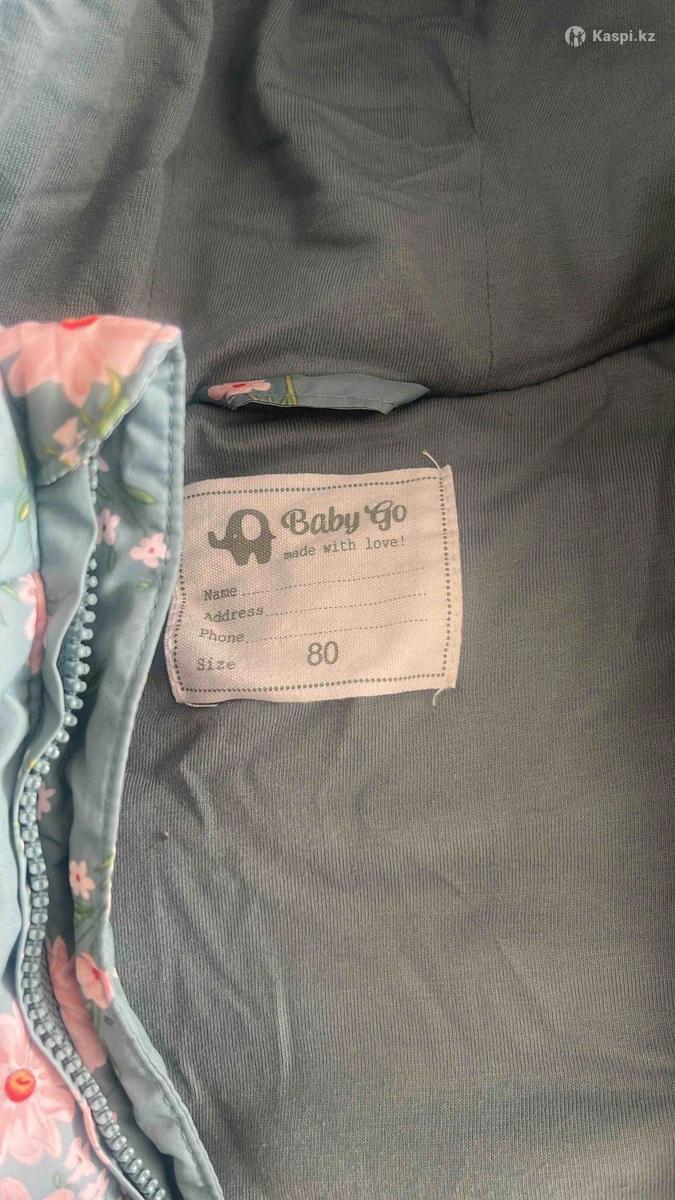 Kaspi.kz
Baby Go
made with love!
Name
Address
Phone
Size 80